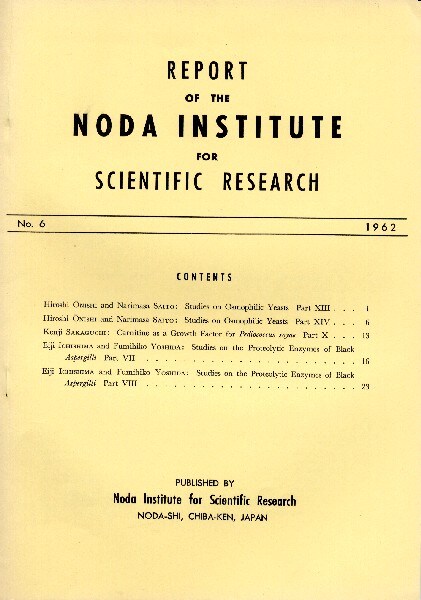 REPORT
OF THE
NODA INSTITUTE
FOR
SCIENTIFIC RESEARCH
No. 6 1962
CONTENTS
Hiroshi ONISHI and Narimasa SAITO: Studies on Osmophilic Yeasts Part XIII . . . 1
Hiroshi ONISHI and Narimasa SAITO: Studies on Osmophilic Yeasts Part XIV . . . 6
Kenji SAKAGUCHI: Carnitine as a Growth Factor for Pediococcus soyae Part X . . . 13
Eiji ICHISHIMA and Fumihiko YOSHIDA: Studies on the Proteolytic Enzymes of Black
Aspergilli Part VII . . . . . . . . . . . . . . . . . . . . . . . 16
Eiji ICHISHIMA and Fumihiko YOSHIDA: Studies on the Proteolytic Enzymes of Black
Aspergilli Part VIII . . . . . . . . . . . . . . . . . . . . . . . 23
PUBLISHED BY
Noda Institute for Scientific Research
NODA-SHI, CHIBA-KEN, JAPAN